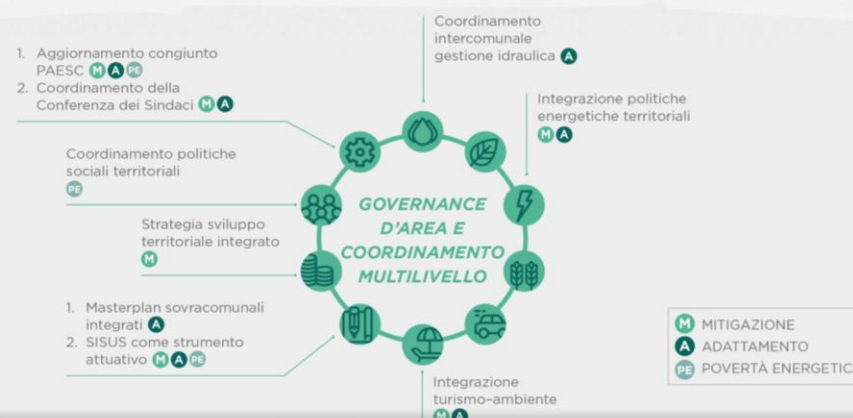 Coordinamento
intercomunale
gestione idraulica A
1. Aggiornamento congiunto
PAESC M A PE
2. Coordinamento della
Conferenza dei Sindaci M A
Integrazione politiche
energetiche territoriali
M A
Coordinamento politiche
sociali territoriali
PE
Strategia sviluppo
territoriale integrato
M
GOVERNANCE
D'AREA E
COORDINAMENTO
MULTILIVELLO
1. Masterplan sovracomunali
integrati A
2. SISUS come strumento
attuativo M A PE
Integrazione
turismo-ambiente
M A
M MITIGAZIONE
A ADATTAMENTO
PE POVERTÀ ENERGETIC